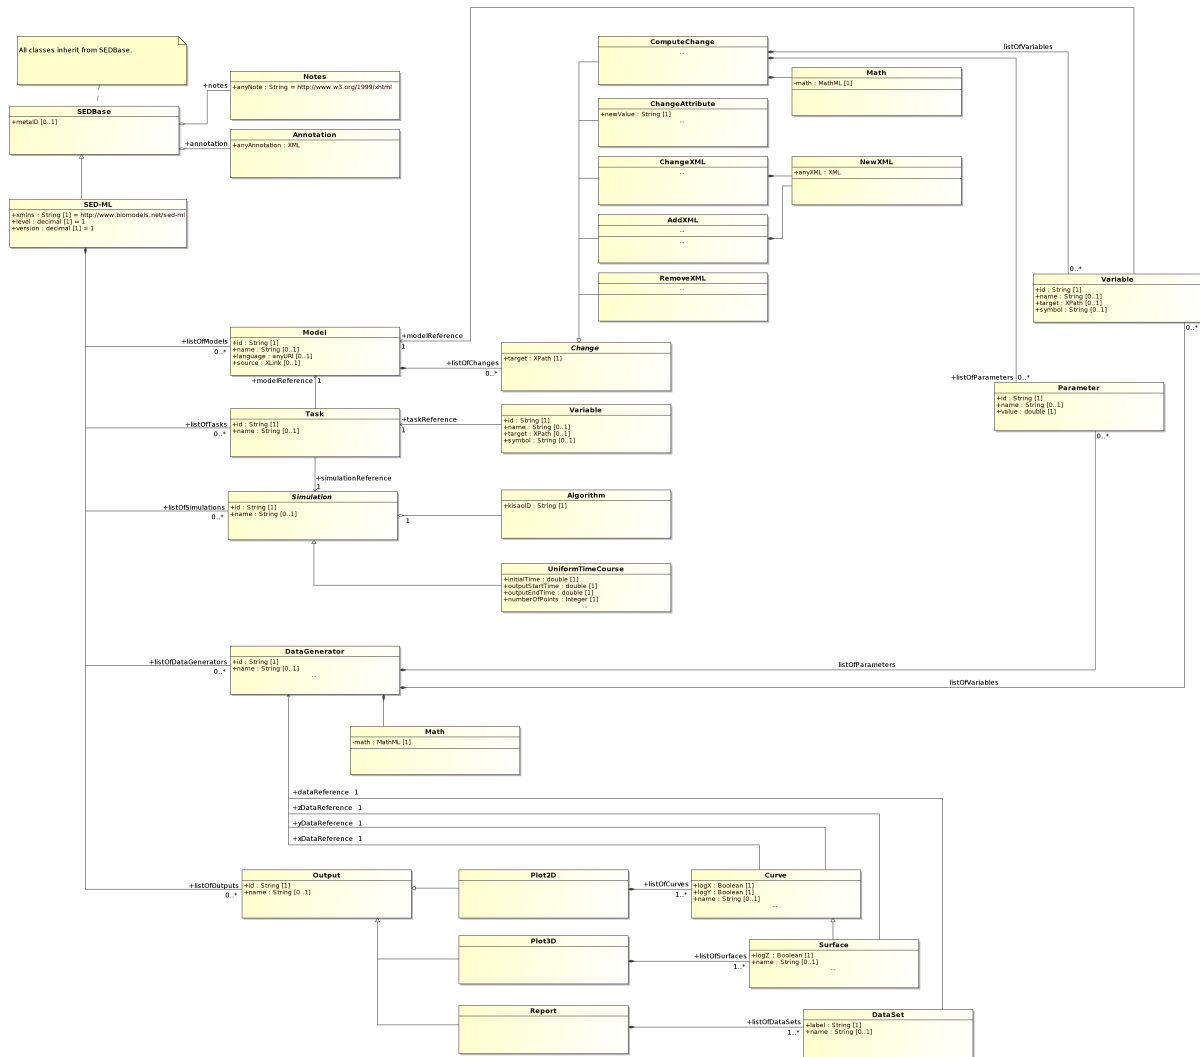 All classes inherit from SEDBase.
SEDBase
+metaID [0..1]
+notes
Notes
+anyNote : String = http://www.w3.org/1999/xhtml
+annotation
Annotation
+anyAnnotation : XML
SED-ML
+xmlns : String [1] = http://www.biomodels.net/sed-ml
+level : decimal [1] = 1
+version : decimal [1] = 1
ComputeChange
...
listOfVariables
Math
-math : MathML [1]
ChangeAttribute
+newValue : String [1]
...
ChangeXML
...
NewXML
+anyXML : XML
AddXML
...
...
RemoveXML
...
0..*
Variable
+id : String [1]
+name : String [0..1]
+target : XPath [0..1]
+symbol : String [0..1]
0..*
+listOfModels
0..*
Model
+id : String [1]
+name : String [0..1]
+language : anyURI [0..1]
+source : XLink [0..1]
+modelReference
1
+listOfChanges
0..*
Change
+target : XPath [1]
+listOfParameters 0..*
Parameter
+id : String [1]
+name : String [0..1]
+value : double [1]
0..*
+modelReference 1
+listOfTasks
0..*
Task
+id : String [1]
+name : String [0..1]
+taskReference
1
Variable
+id : String [1]
+name : String [0..1]
+target : XPath [0..1]
+symbol : String [0..1]
+simulationReference
1
+listOfSimulations
0..*
Simulation
+id : String [1]
+name : String [0..1]
1
Algorithm
+kisaoID : String [1]
UniformTimeCourse
+initialTime : double [1]
+outputStartTime : double [1]
+outputEndTime : double [1]
+numberOfPoints : Integer [1]
...
+listOfDataGenerators
0..*
DataGenerator
+id : String [1]
+name : String [0..1]
...
listOfParameters
listOfVariables
Math
-math : MathML [1]
+dataReference 1
+zDataReference 1
+yDataReference 1
+xDataReference 1
+listOfOutputs
0..*
Output
+id : String [1]
+name : String [0..1]
Plot2D
+listOfCurves
1..*
Curve
+logX : Boolean [1]
+logY : Boolean [1]
+name : String [0..1]
...
Plot3D
+listOfSurfaces
1..*
Surface
+logZ : Boolean [1]
+name : String [0..1]
...
Report
+listOfDataSets
1..*
DataSet
+label : String [1]
+name : String [0..1]